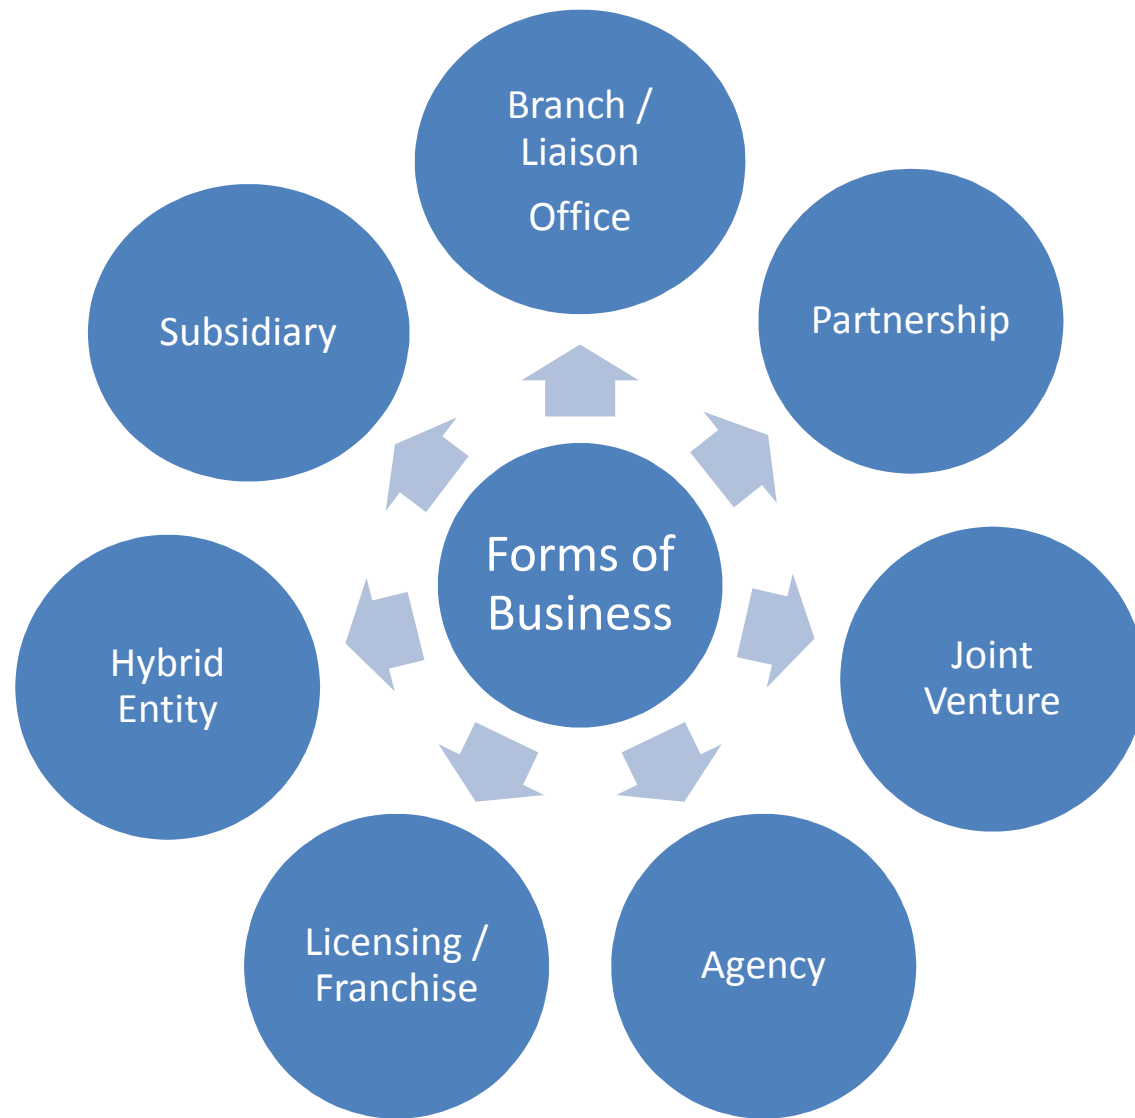 Branch /
Liaison
Office
Partnership
Joint
Venture
Agency
Licensing /
Franchise
Hybrid
Entity
Subsidiary
Forms of
Business